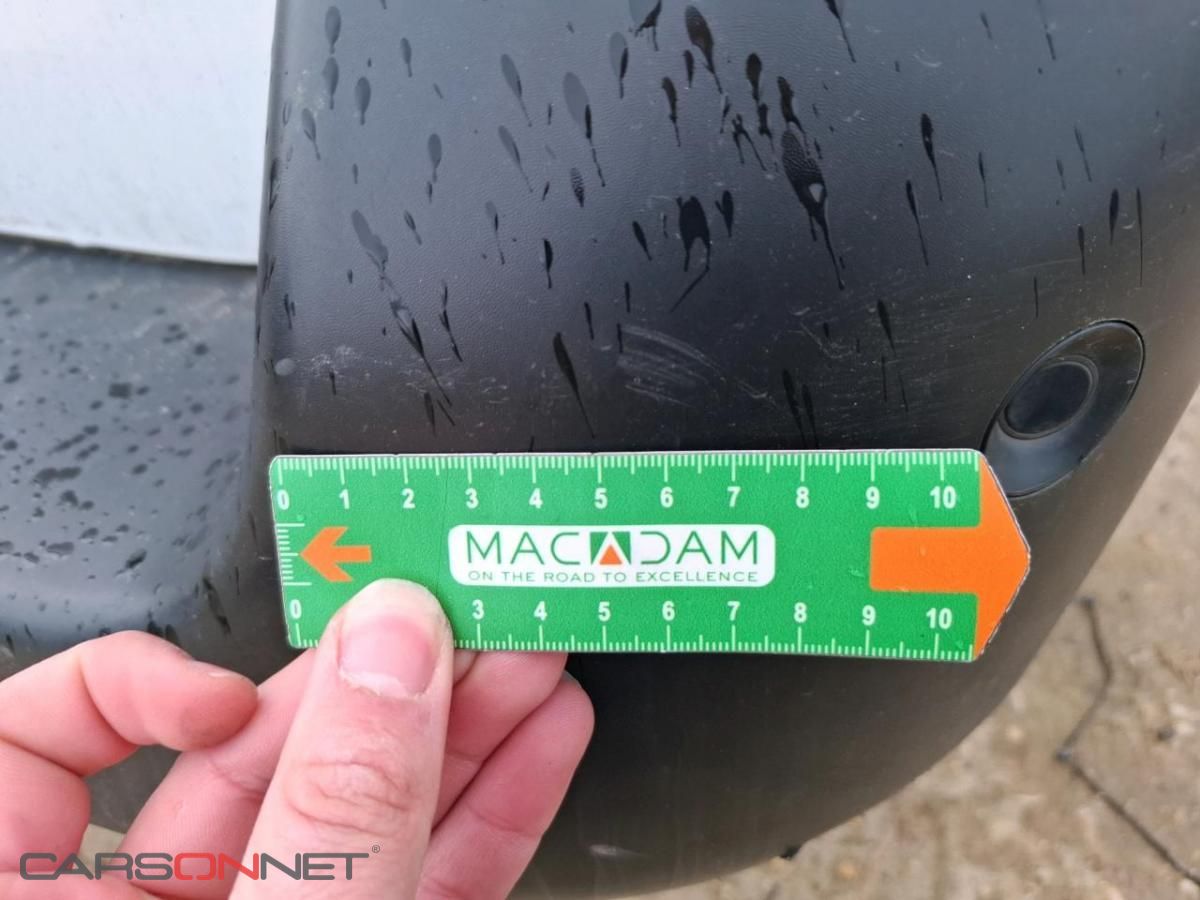 0 1 2 3 4 5 6 7 8 9 10
MACADAM
ON THE ROAD TO EXCELLENCE
0 3 4 5 6 7 8 9 10
CARSONNET®